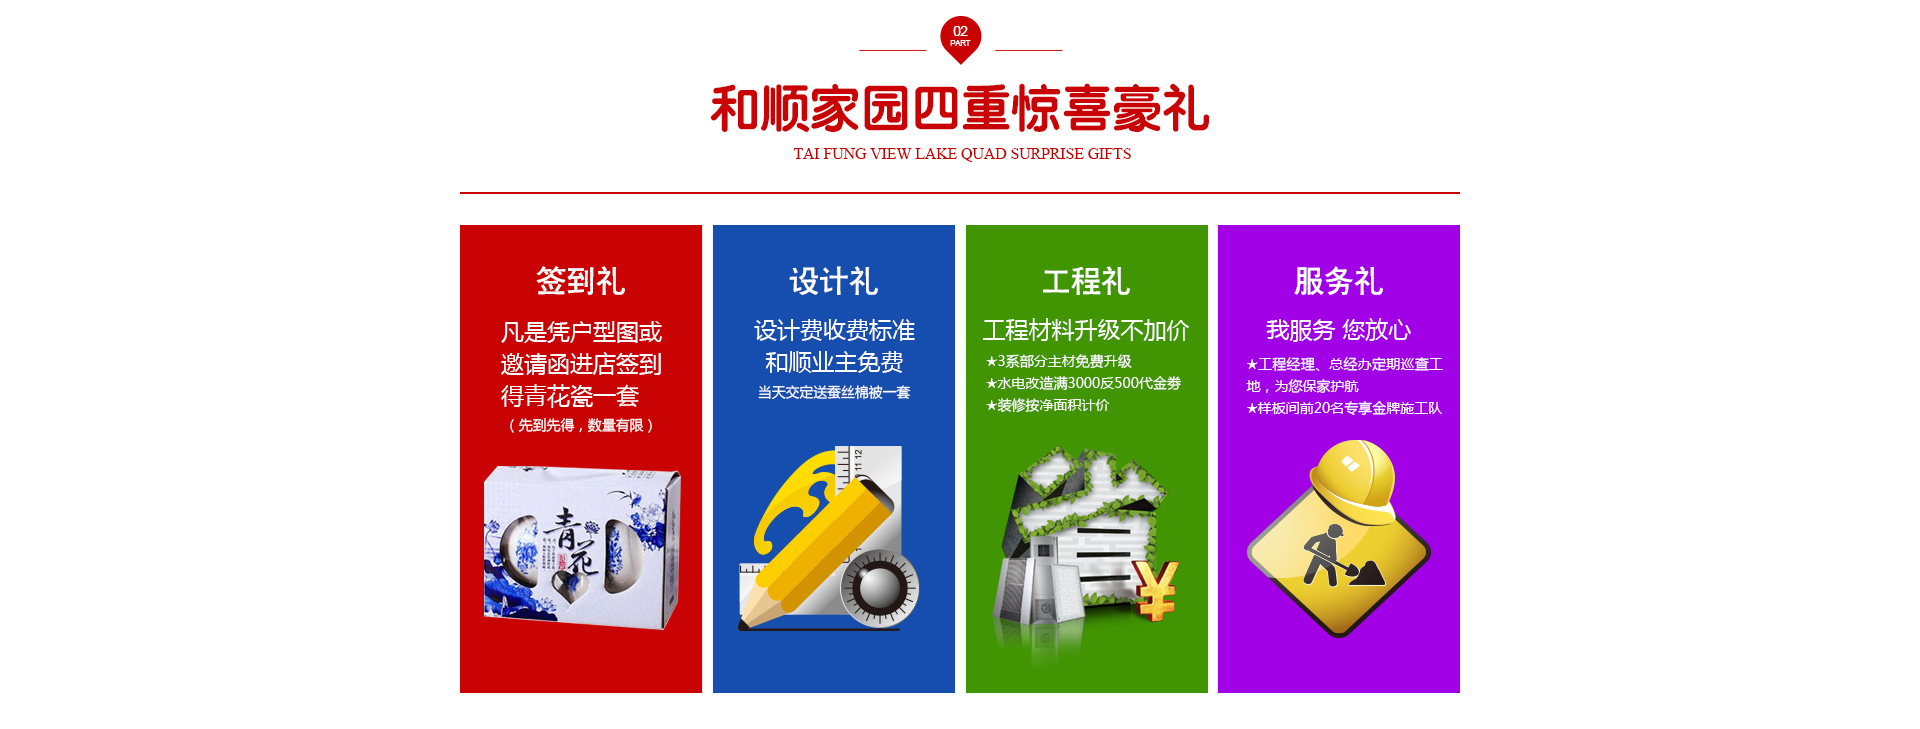 02
PART
和顺家园四重惊喜豪礼
TAI FUNG VIEW LAKE QUAD SURPRISE GIFTS
签到礼
凡是凭户型图或
邀请函进店签到
得青花瓷一套
（先到先得，数量有限）
青花
设计礼
设计费收费标准
和顺业主免费
当天交定送蚕丝棉被一套
11 12
工程礼
工程材料升级不加价
★3系部分主材免费升级
★水电改造满3000反500代金劵
★装修按净面积计价
¥
服务礼
我服务 您放心
★工程经理、总经办定期巡查工
地，为您保家护航
★样板间前20名专享金牌施工队